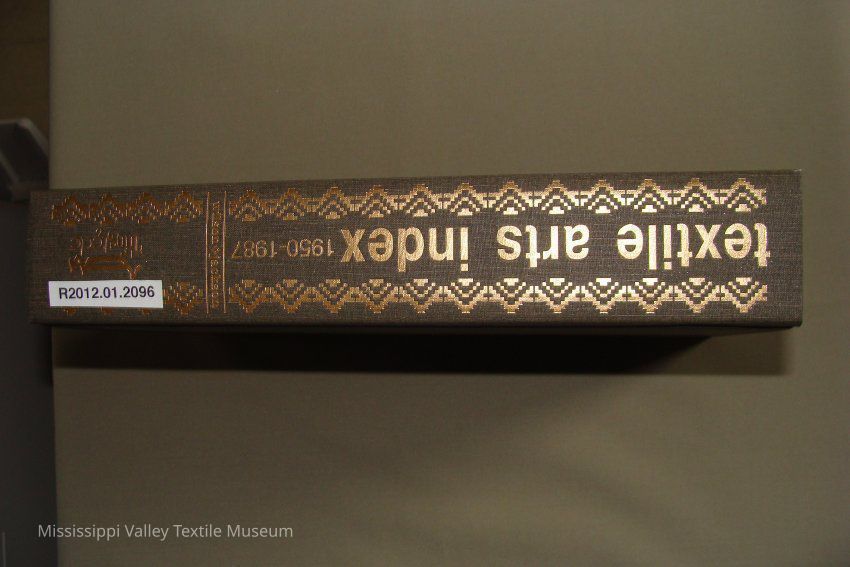 textile arts index
1950-1987
R2012.01.2096
Mississippi Valley Textile Museum